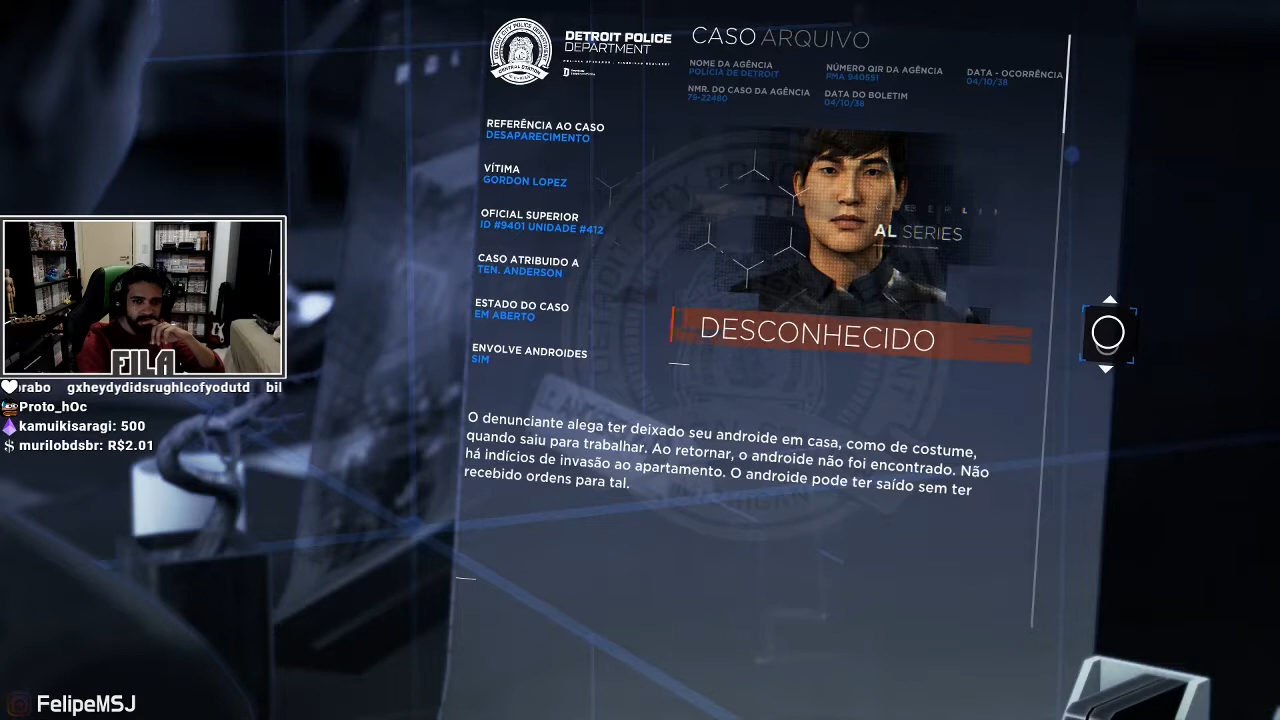 DETROIT POLICE
DEPARTMENT
CASO ARQUIVO
NOME DA AGÊNCIA
POLÍCIA DE DETROIT
NÚMERO QIR DA AGÊNCIA
PMA 940551
DATA - OCORRÊNCIA
04/10/38
NMR. DO CASO DA AGÊNCIA
79-22480
DATA DO BOLETIM
04/10/38
REFERÊNCIA AO CASO
DESAPARECIMENTO
VÍTIMA
GORDON LOPEZ
OFICIAL SUPERIOR
ID #9401 UNIDADE #412
CASO ATRIBUIDO A
TEN. ANDERSON
ESTADO DO CASO
EM ABERTO
ENVOLVE ANDROIDES
SIM
AL SERIES
DESCONHECIDO
O denunciante alega ter deixado seu androide em casa, como de costume,
quando saiu para trabalhar. Ao retornar, o androide não foi encontrado. Não
há indícios de invasão ao apartamento. O androide pode ter saído sem ter
recebido ordens para tal.
FILA
rabo gxheydydidsrughlcofyodutd bil
Proto_hOc
kamuikisaragi: 500
murilobdsbr: R$2.01
FelipeMSJ